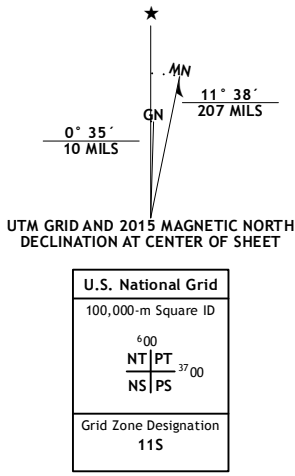 ★
MN
11° 38´
207 MILS
GN
0° 35´
10 MILS
UTM GRID AND 2015 MAGNETIC NORTH
DECLINATION AT CENTER OF SHEET
U.S. National Grid
100,000-m Square ID
⁶00
NT PT
³⁷00
NS PS
Grid Zone Designation
11S